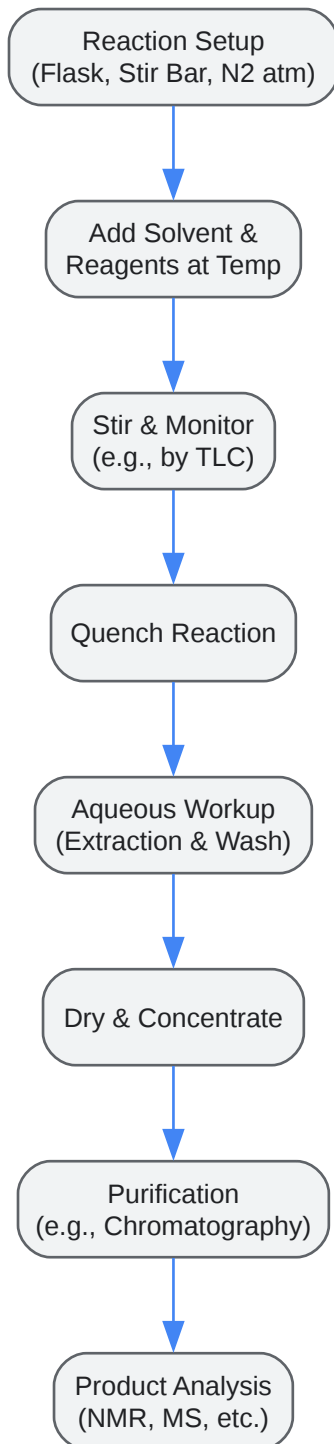 Reaction Setup
(Flask, Stir Bar, N2 atm)
Add Solvent &
Reagents at Temp
Stir & Monitor
(e.g., by TLC)
Quench Reaction
Aqueous Workup
(Extraction & Wash)
Dry & Concentrate
Purification
(e.g., Chromatography)
Product Analysis
(NMR, MS, etc.)